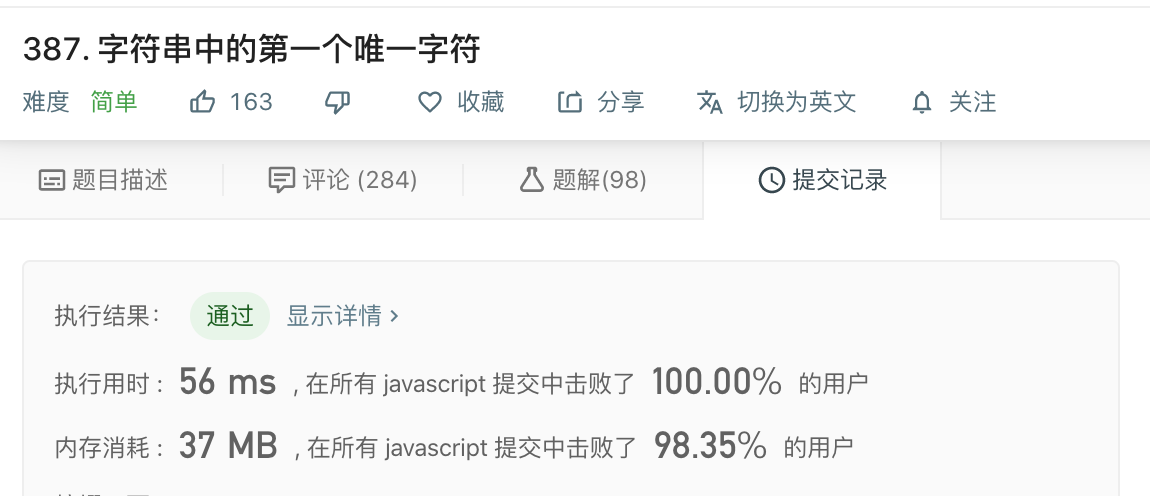 387. 字符串中的第一个唯一字符
难度 简单 163 收藏 分享 切换为英文 关注
题目描述 评论 (284) 题解(98) 提交记录
执行结果： 通过 显示详情 ›
执行用时 : 56 ms , 在所有 javascript 提交中击败了 100.00% 的用户
内存消耗 : 37 MB , 在所有 javascript 提交中击败了 98.35% 的用户